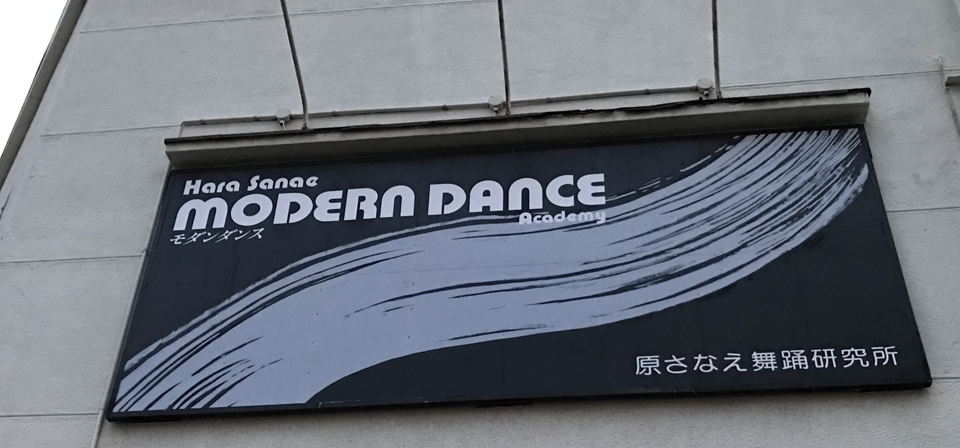 Hara Sanae
MODERN DANCE
Academy
モダンダンス
原さなえ舞踊研究所